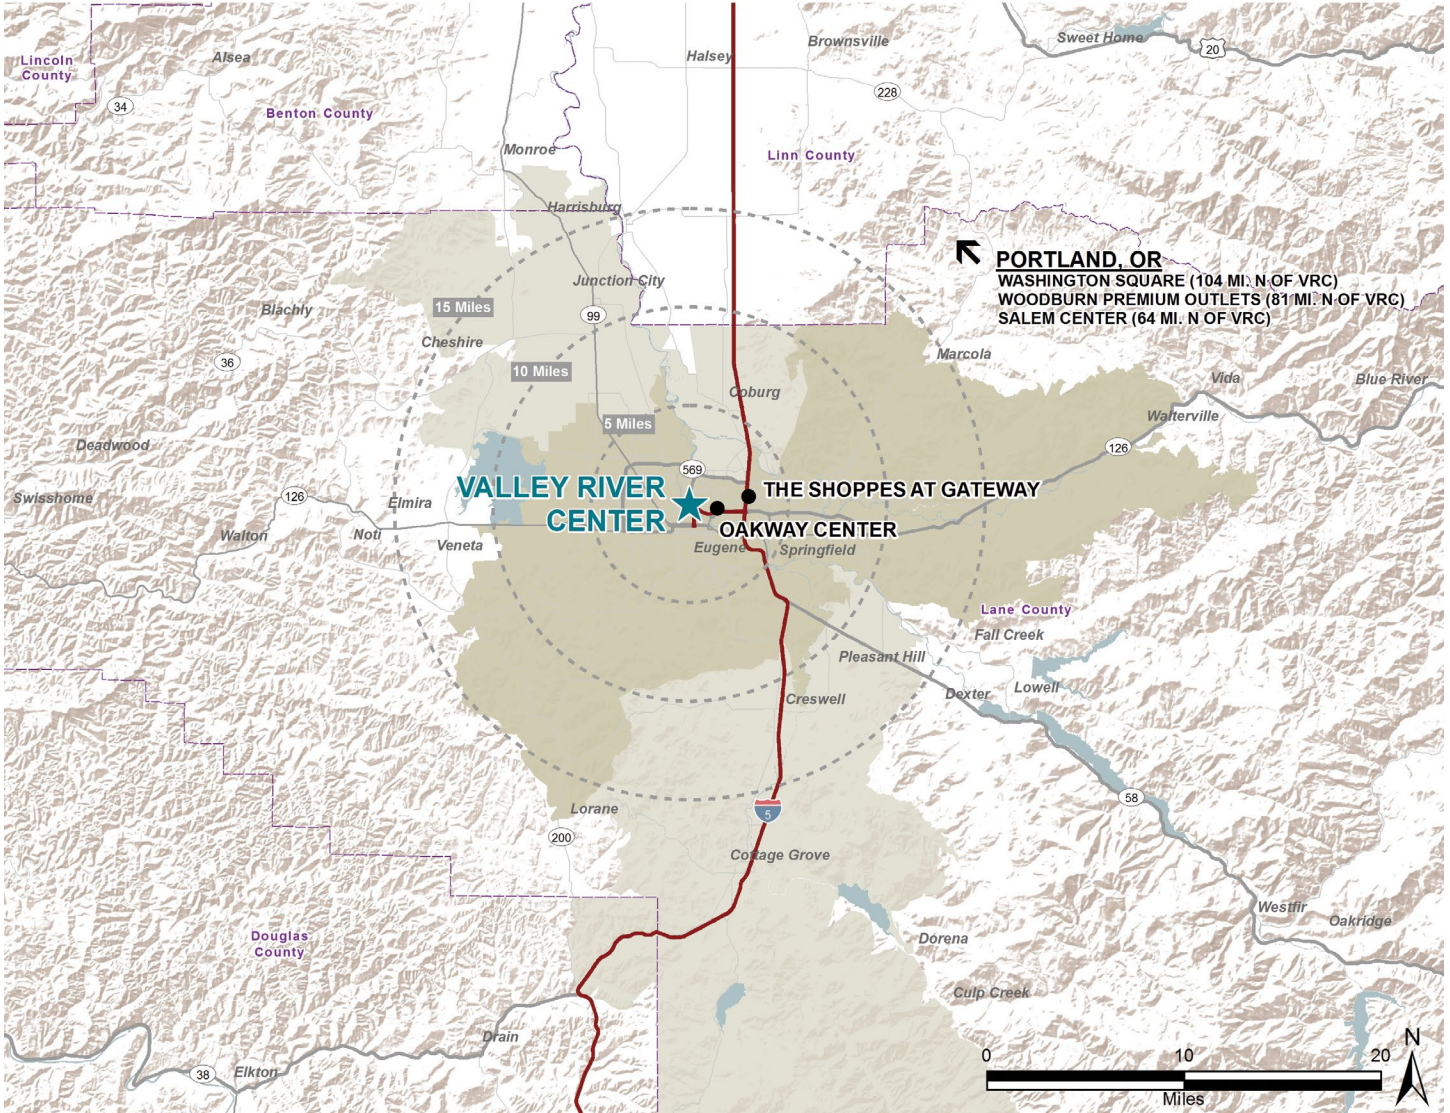 Sweet Home
Brownsville
20
Halsey
Alsea
Lincoln
County
34
228
Benton County
Monroe
Linn County
Harrisburg
PORTLAND, OR
WASHINGTON SQUARE (104 MI. N OF VRC)
WOODBURN PREMIUM OUTLETS (81 MI. N OF VRC)
SALEM CENTER (64 MI. N OF VRC)
Junction City
15 Miles
Blachly
99
Cheshire
Marcola
36
10 Miles
Vida
Blue River
Coburg
Walterville
5 Miles
Deadwood
126
569
VALLEY RIVER
CENTER
THE SHOPPES AT GATEWAY
OAKWAY CENTER
Swisshome
126
Elmira
Walton
Noti
Veneta
Eugene
Springfield
Lane County
Fall Creek
Pleasant Hill
Lowell
Dexter
Creswell
58
Lorane
5
200
Cottage Grove
Westfir
Oakridge
Douglas
County
Dorena
Culp Creek
Drain
38
Elkton
N
0 10 20
Miles